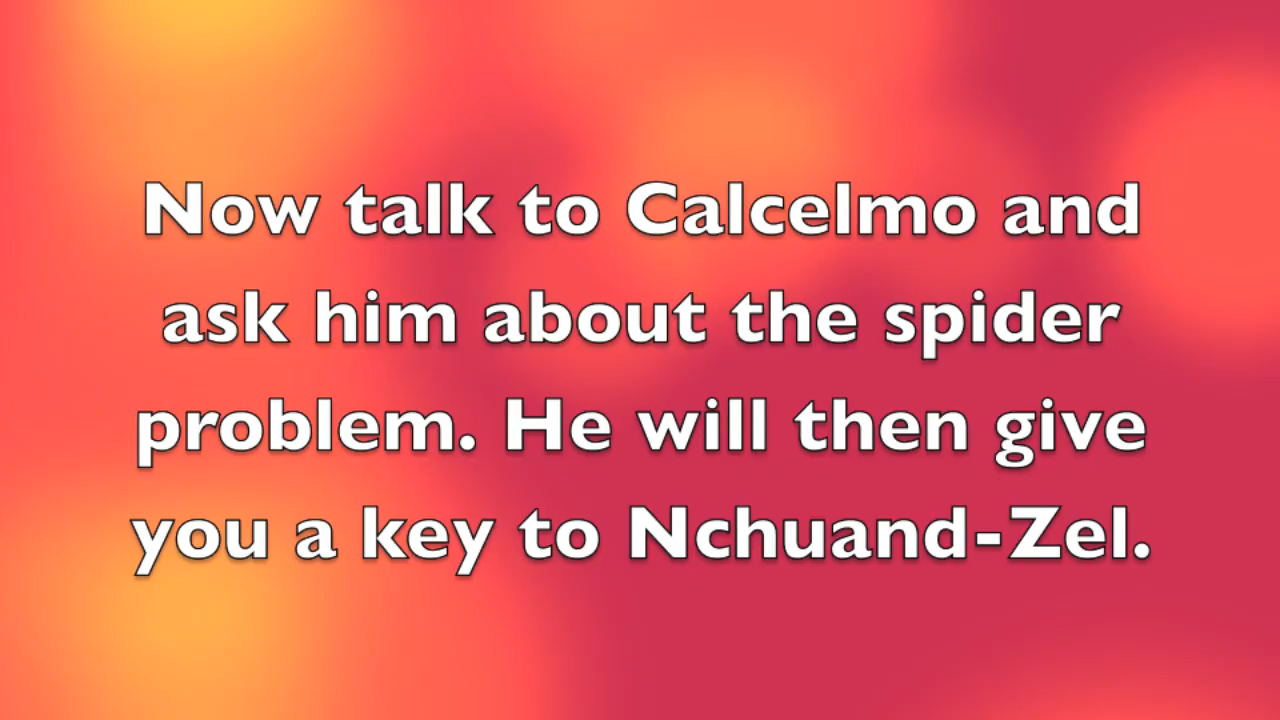 Now talk to Calcelmo and
ask him about the spider
problem. He will then give
you a key to Nchuand-Zel.